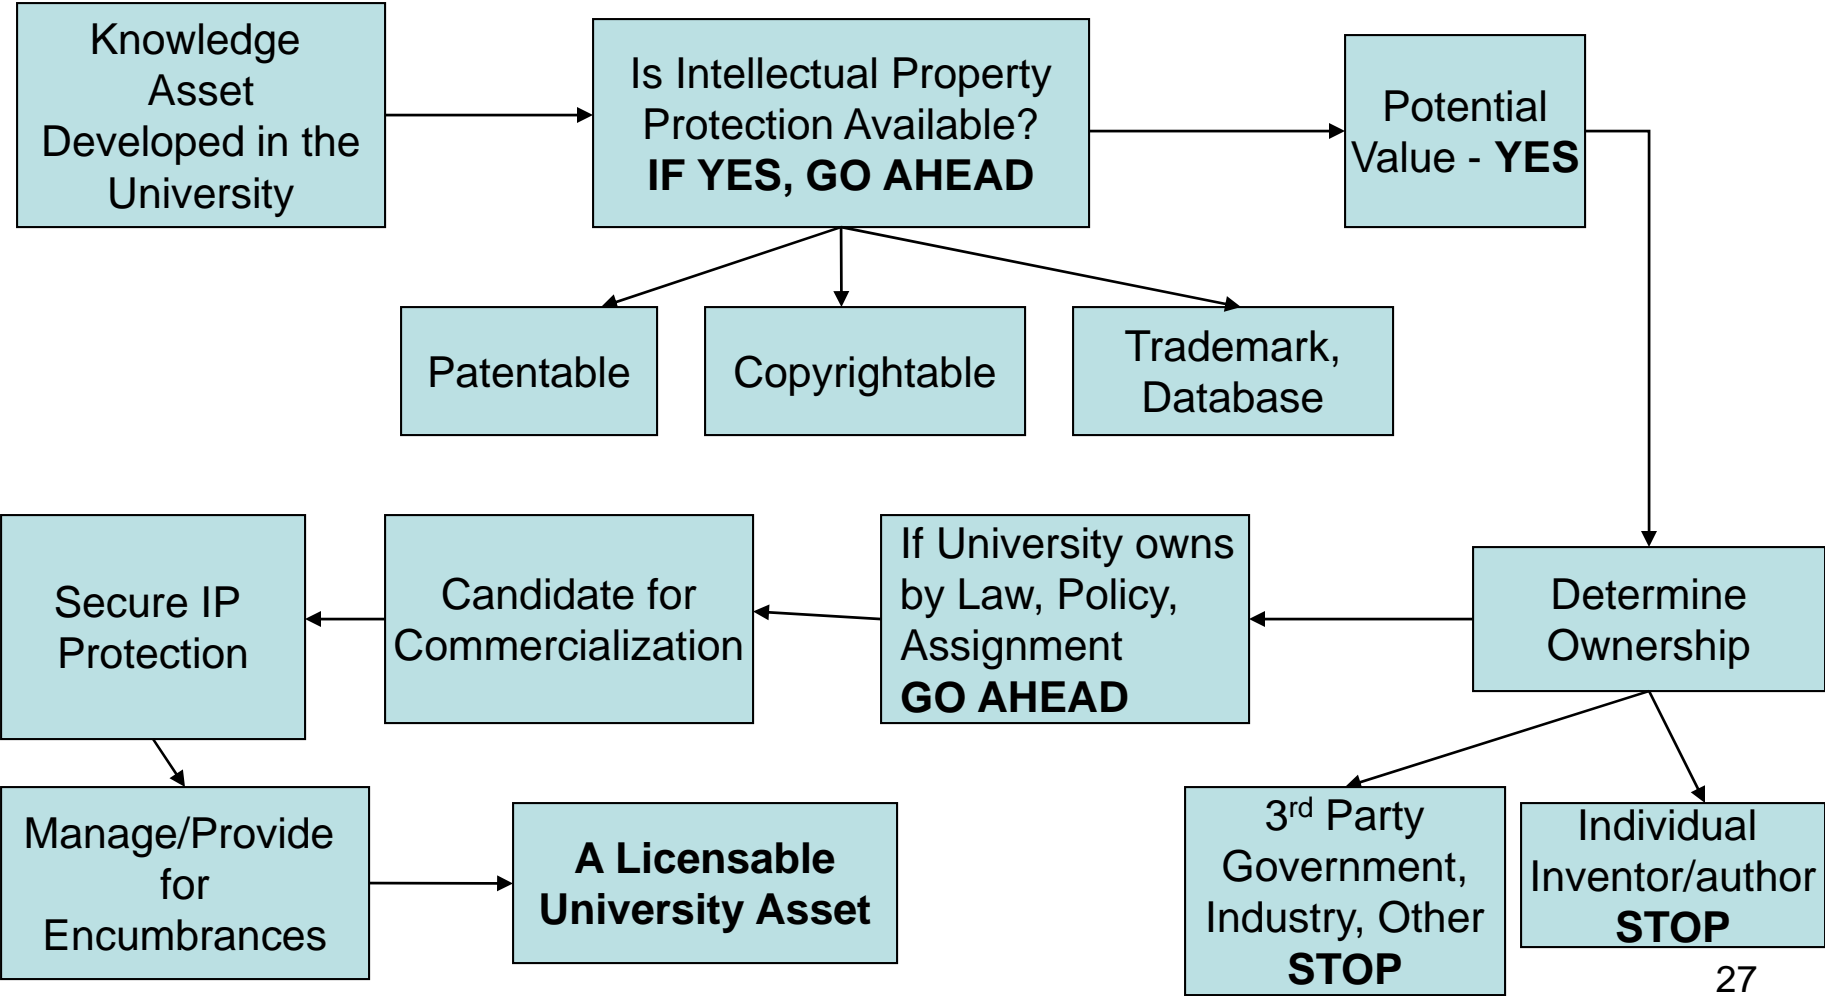 Knowledge
Asset
Developed in the
University
Is Intellectual Property
Protection Available?
IF YES, GO AHEAD
Potential
Value - YES
Patentable
Copyrightable
Trademark,
Database
Secure IP
Protection
Candidate for
Commercialization
If University owns
by Law, Policy,
Assignment
GO AHEAD
Determine
Ownership
Manage/Provide
for
Encumbrances
A Licensable
University Asset
3rd Party
Government,
Industry, Other
STOP
Individual
Inventor/author
STOP
27